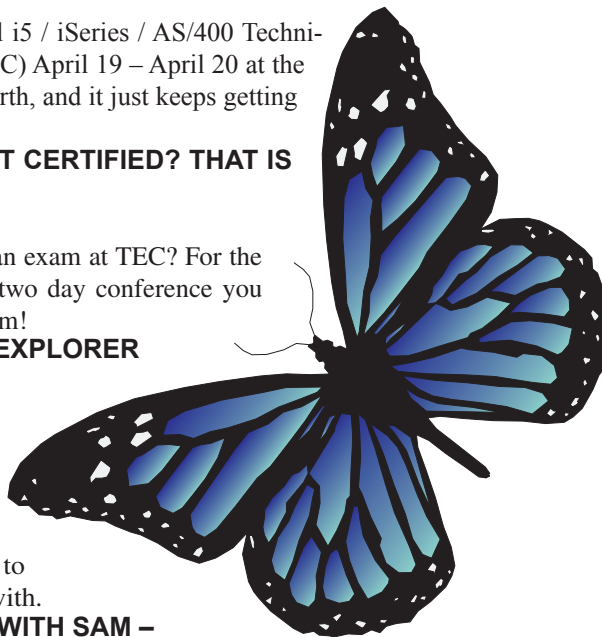 i5 / iSeries / AS/400 Techni-
C) April 19 – April 20 at the
rth, and it just keeps getting
T CERTIFIED? THAT IS
an exam at TEC? For the
two day conference you
m!
EXPLORER
to
with.
WITH SAM –